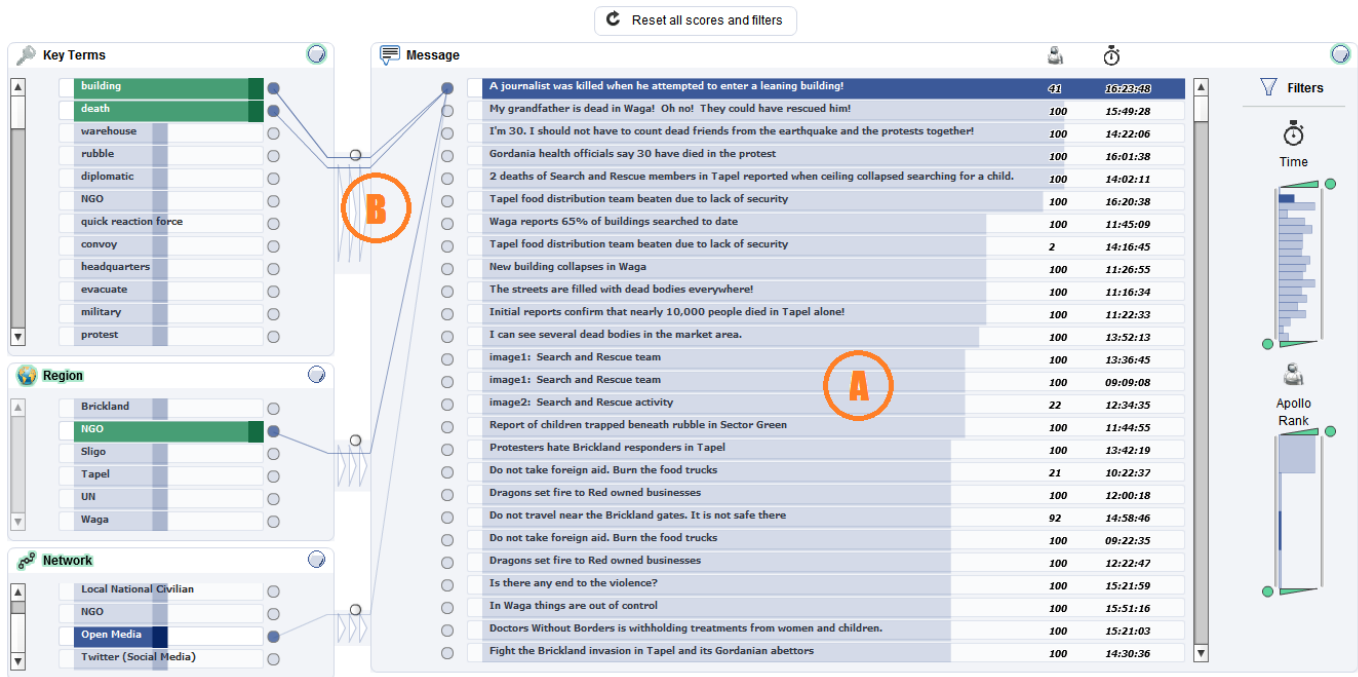 Reset all scores and filters
Key Terms
building
death
warehouse
rubble
diplomatic
NGO
quick reaction force
convoy
headquarters
evacuate
military
protest
Region
Brickland
NGO
Sligo
Tapel
UN
Waga
Network
Local National Civilian
NGO
Open Media
Twitter (Social Media)
B
Message
A journalist was killed when he attempted to enter a leaning building! 41 16:23:48
My grandfather is dead in Waga! Oh no! They could have rescued him! 100 15:49:28
I'm 30. I should not have to count dead friends from the earthquake and the protests together! 100 14:22:06
Gordania health officials say 30 have died in the protest 100 16:01:38
2 deaths of Search and Rescue members in Tapel reported when ceiling collapsed searching for a child. 100 14:02:11
Tapel food distribution team beaten due to lack of security 100 16:20:38
Waga reports 65% of buildings searched to date 100 11:45:09
Tapel food distribution team beaten due to lack of security 2 14:16:45
New building collapses in Waga 100 11:26:55
The streets are filled with dead bodies everywhere! 100 11:16:34
Initial reports confirm that nearly 10,000 people died in Tapel alone! 100 11:22:33
I can see several dead bodies in the market area. 100 13:52:13
image1: Search and Rescue team 100 13:36:45
image1: Search and Rescue team 100 09:09:08
image2: Search and Rescue activity 22 12:34:35
Report of children trapped beneath rubble in Sector Green 100 11:44:55
Protesters hate Brickland responders in Tapel 100 13:42:19
Do not take foreign aid. Burn the food trucks 21 10:22:37
Dragons set fire to Red owned businesses 100 12:00:18
Do not travel near the Brickland gates. It is not safe there 92 14:58:46
Do not take foreign aid. Burn the food trucks 100 09:22:35
Dragons set fire to Red owned businesses 100 12:22:47
Is there any end to the violence? 100 15:21:59
In Waga things are out of control 100 15:51:16
Doctors Without Borders is withholding treatments from women and children. 100 15:21:03
Fight the Brickland invasion in Tapel and its Gordanian abettors 100 14:30:36
A
Filters
Time
Apollo
Rank